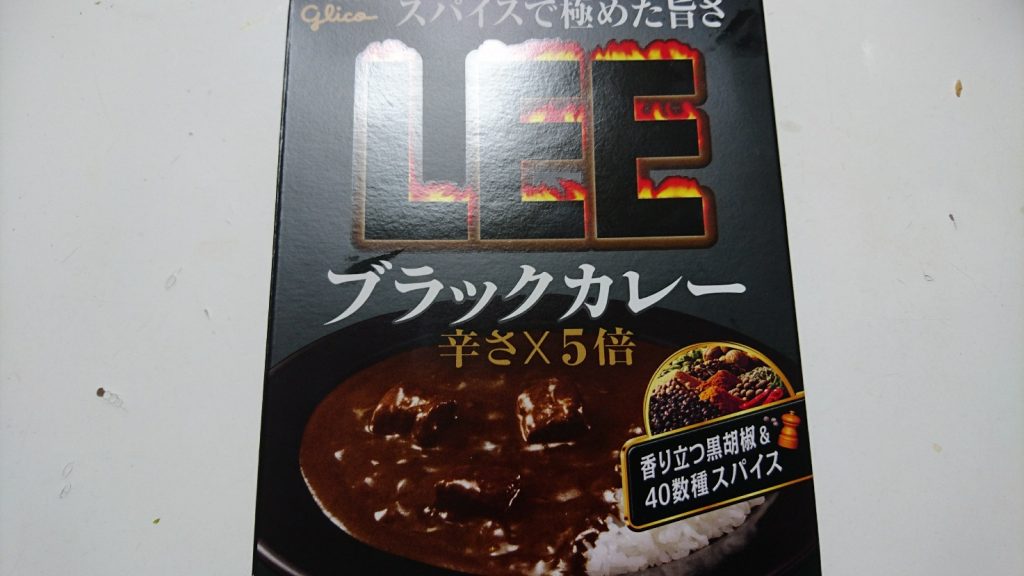 glico
スパイスで極めた旨さ
LEE
ブラックカレー
辛さ×5倍
香り立つ黒胡椒&
40数種スパイス